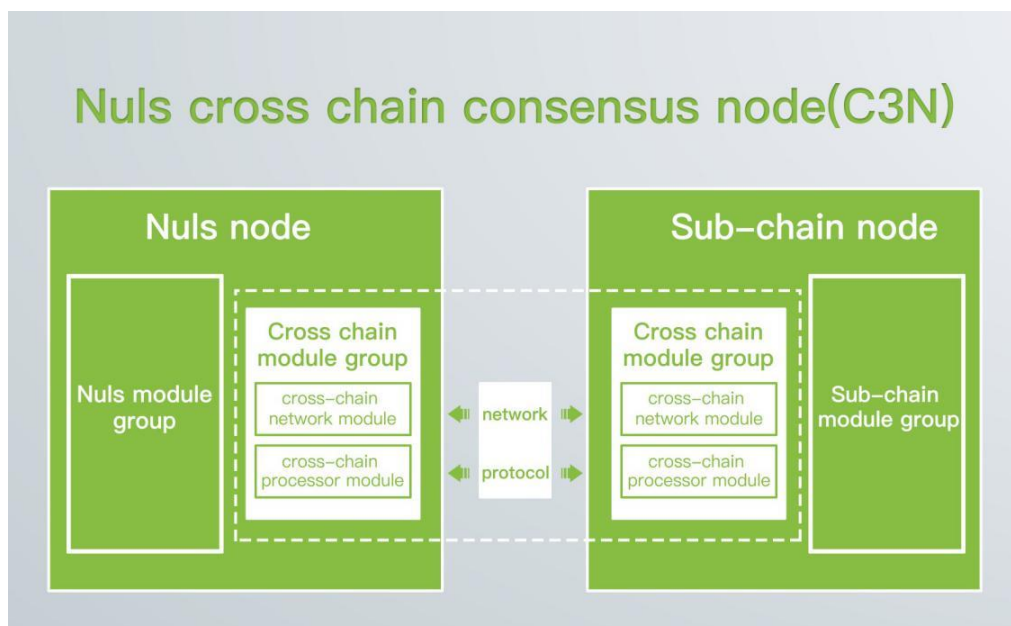 Nuls cross chain consensus node(C3N)
Nuls node
Nuls module
group
Cross chain
module group
cross-chain
network module
cross-chain
processor module
network
protocol
Sub-chain node
Cross chain
module group
cross-chain
network module
cross-chain
processor module
Sub-chain
module group